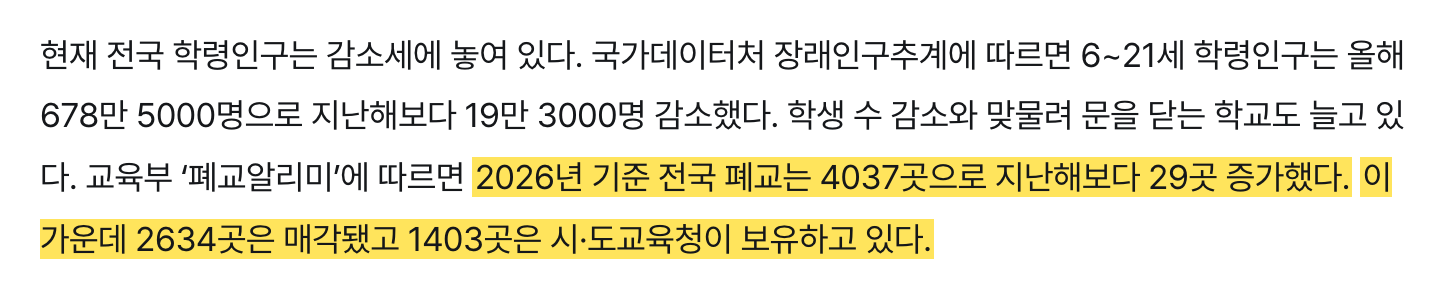 현재 전국 학령인구는 감소세에 놓여 있다. 국가데이터처 장래인구추계에 따르면 6~21세 학령인구는 올해
678만 5000명으로 지난해보다 19만 3000명 감소했다. 학생 수 감소와 맞물려 문을 닫는 학교도 늘고 있
다. 교육부 ‘폐교알리미’에 따르면 2026년 기준 전국 폐교는 4037곳으로 지난해보다 29곳 증가했다. 이
가운데 2634곳은 매각됐고 1403곳은 시·도교육청이 보유하고 있다.